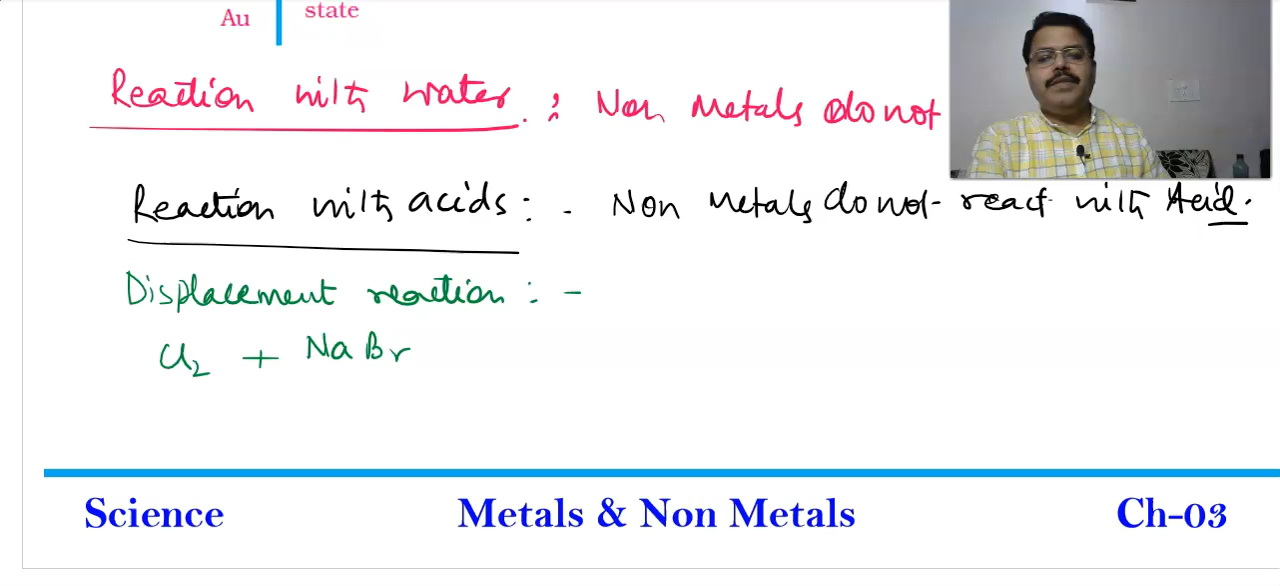 Au
state
Reaction with water : Non Metals do not
Reaction with acids : - Non Metals do not react with Acid.
Displacement reaction : -
Cl2 + NaBr
Science Metals & Non Metals Ch-03